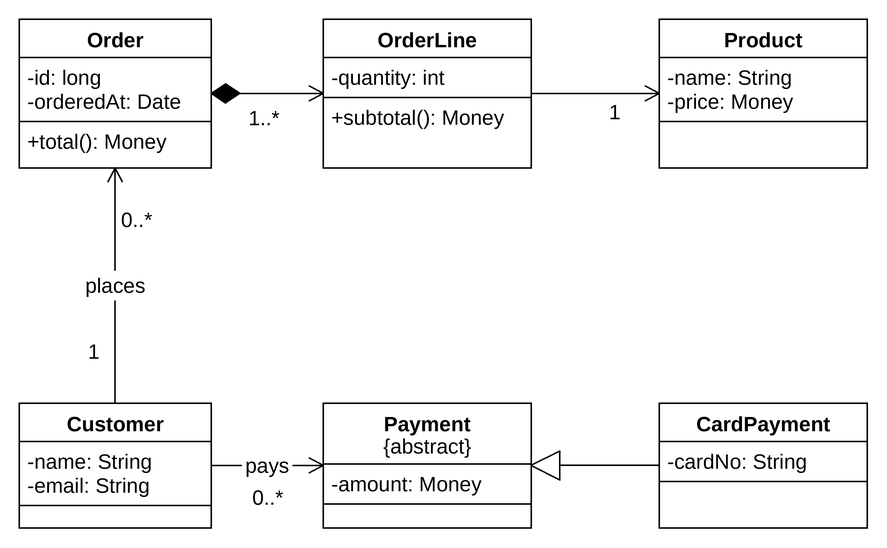 Order
-id: long
-orderedAt: Date
+total(): Money
1..*
OrderLine
-quantity: int
+subtotal(): Money
1
Product
-name: String
-price: Money
0..*
places
1
Customer
-name: String
-email: String
pays
0..*
Payment
{abstract}
-amount: Money
CardPayment
-cardNo: String